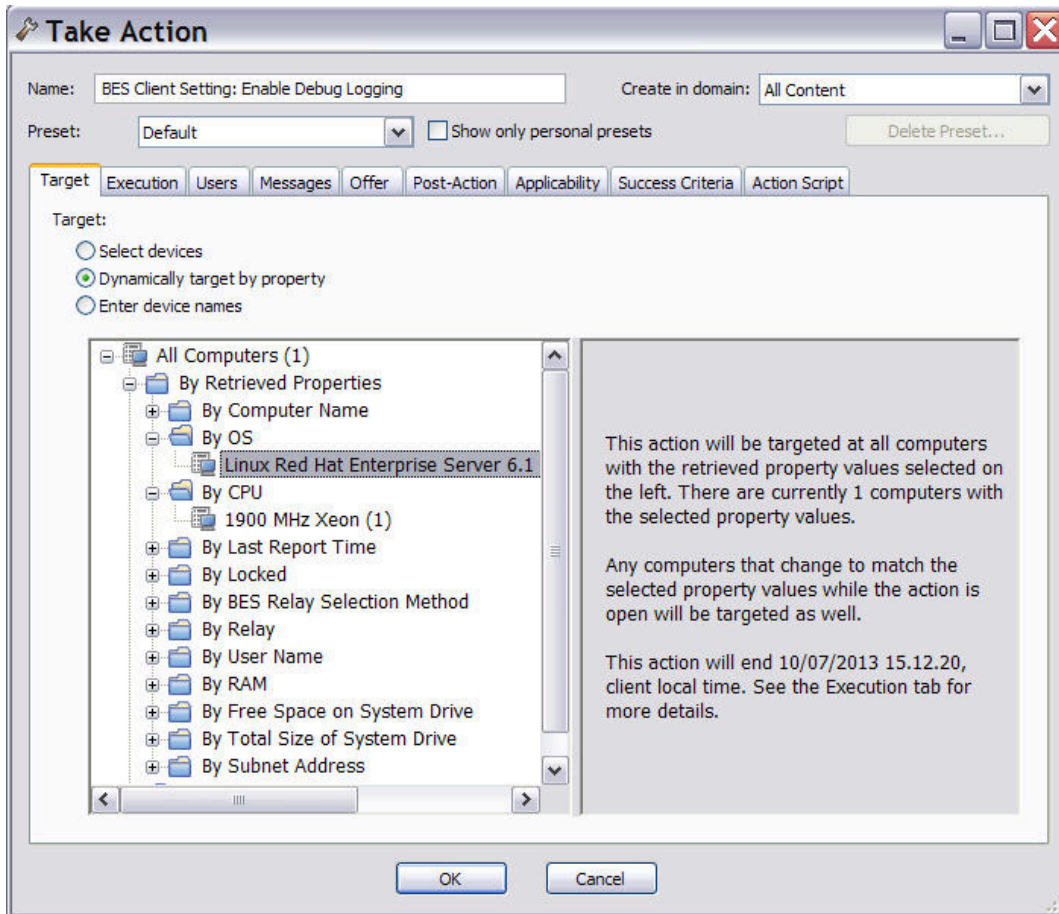 Take Action
Name: BES Client Setting: Enable Debug Logging Create in domain: All Content
Preset: Default Show only personal presets Delete Preset...
Target Execution Users Messages Offer Post-Action Applicability Success Criteria Action Script
Target:
Select devices
Dynamically target by property
Enter device names
All Computers (1)
By Retrieved Properties
By Computer Name
By OS
Linux Red Hat Enterprise Server 6.1
By CPU
1900 MHz Xeon (1)
By Last Report Time
By Locked
By BES Relay Selection Method
By Relay
By User Name
By RAM
By Free Space on System Drive
By Total Size of System Drive
By Subnet Address
This action will be targeted at all computers
with the retrieved property values selected on
the left. There are currently 1 computers with
the selected property values.
Any computers that change to match the
selected property values while the action is
open will be targeted as well.
This action will end 10/07/2013 15.12.20,
client local time. See the Execution tab for
more details.
OK Cancel